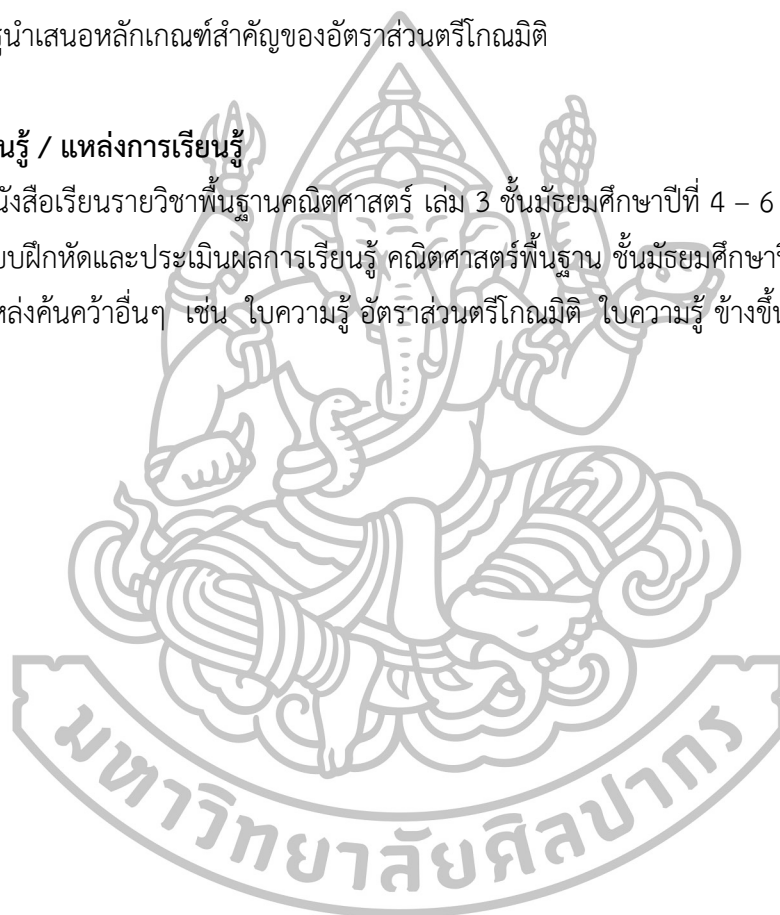 นำเสนอหลักเกณฑ์สำคัญของอัตราส่วนตรีโกณมิติ
นรู้ / แหล่งการเรียนรู้
นังสือเรียนรายวิชาพื้นฐานคณิตศาสตร์ เล่ม 3 ชั้นมัธยมศึกษาปีที่ 4 – 6
บบฝึกหัดและประเมินผลการเรียนรู้ คณิตศาสตร์พื้นฐาน ชั้นมัธยมศึกษาปี
หล่งค้นคว้าอื่นๆ เช่น ใบความรู้ อัตราส่วนตรีโกณมิติ ใบความรู้ ข้างขึ้น
มหาวิทยาลัยศิลปากร